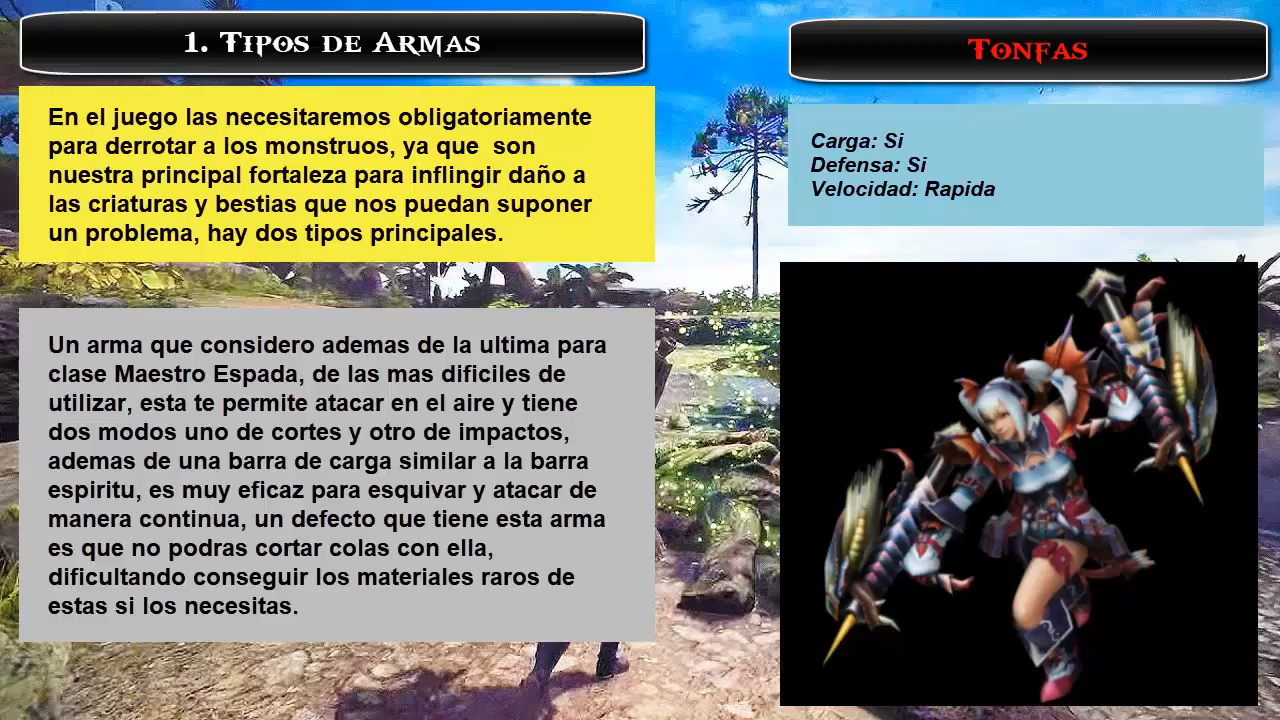 1. Tipos de Armas
En el juego las necesitaremos obligatoriamente
para derrotar a los monstruos, ya que  son
nuestra principal fortaleza para inflingir daño a
las criaturas y bestias que nos puedan suponer
un problema, hay dos tipos principales.
Un arma que considero ademas de la ultima para
clase Maestro Espada, de las mas dificiles de
utilizar, esta te permite atacar en el aire y tiene
dos modos uno de cortes y otro de impactos,
ademas de una barra de carga similar a la barra
espiritu, es muy eficaz para esquivar y atacar de
manera continua, un defecto que tiene esta arma
es que no podras cortar colas con ella,
dificultando conseguir los materiales raros de
estas si los necesitas.
Tonfas
Carga: Si
Defensa: Si
Velocidad: Rapida